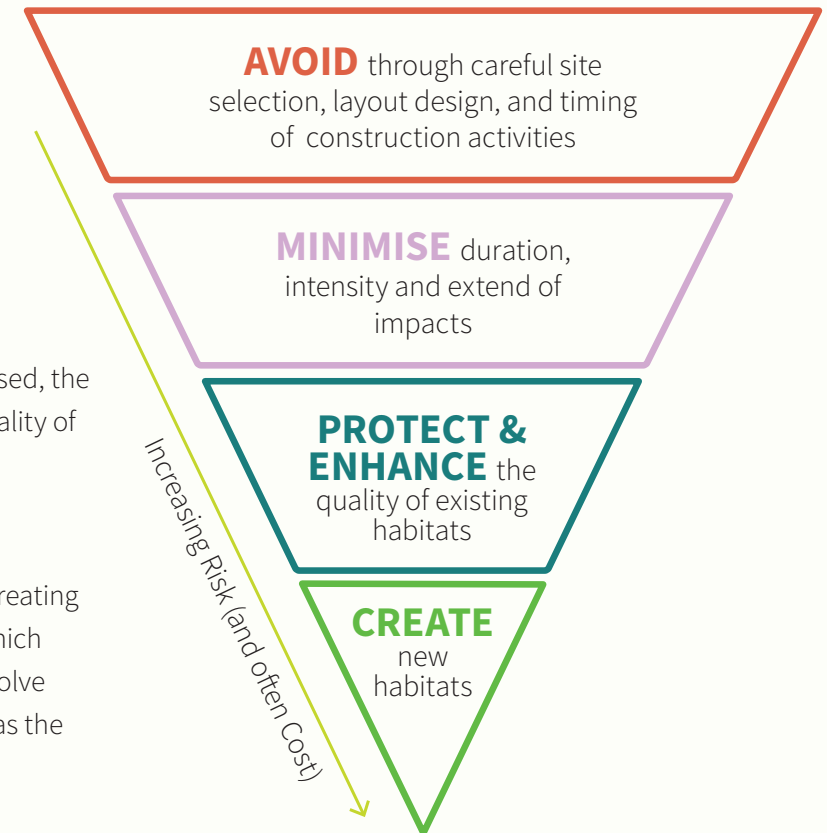 AVOID through careful site
selection, layout design, and timing
of construction activities
MINIMISE duration,
intensity and extend of
impacts
sed, the
ality of
PROTECT &
ENHANCE the
quality of existing
habitats
Increasing Risk (and often Cost)
reating
hich
olve
as the
CREATE
new
habitats